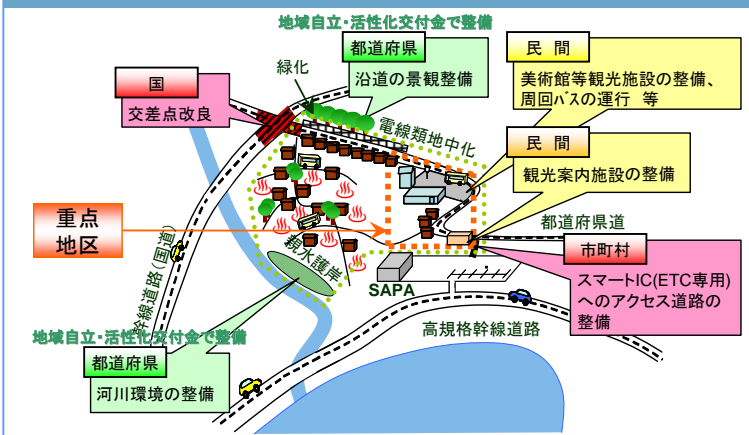 地域自立・活性化交付金で整備
都道府県
沿道の景観整備
民 間
美術館等観光施設の整備、
周回バスの運行 等
緑化
国
交差点改良
電線類地中化
民 間
観光案内施設の整備
重点
地区
都道府県道
市町村
スマートIC(ETC専用)
へのアクセス道路の
整備
親水護岸
SAPA
幹線道路(国道)
高規格幹線道路
地域自立・活性化交付金で整備
都道府県
河川環境の整備